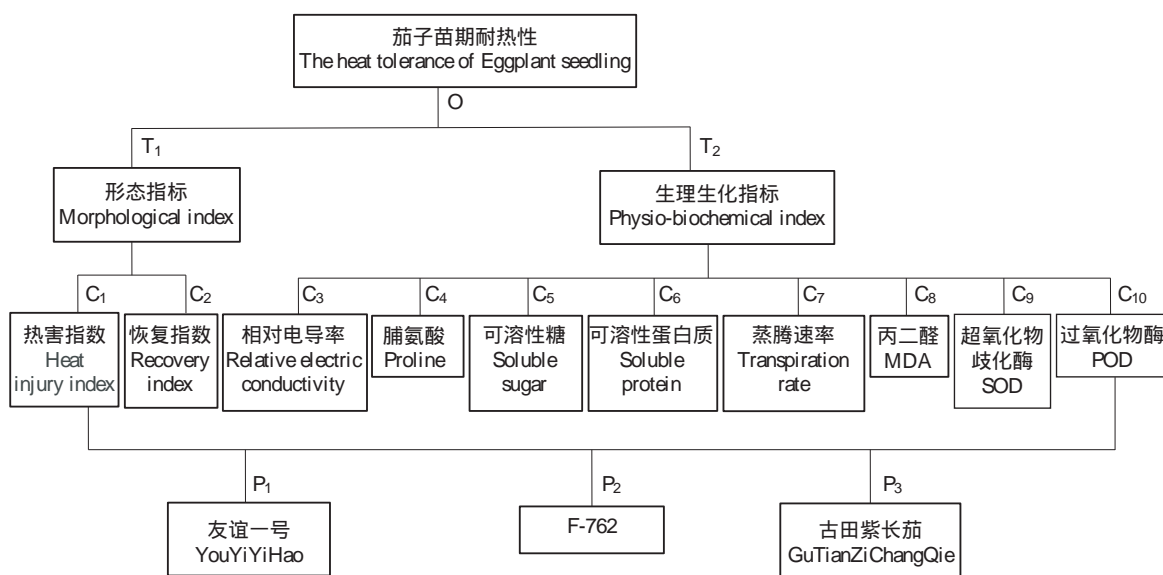 茄子苗期耐热性
The heat tolerance of Eggplant seedling
O
T1
T2
形态指标
Morphological index
生理生化指标
Physio-biochemical index
C1
C2
C3
C4
C5
C6
C7
C8
C9
C10
热害指数
Heat
injury index
恢复指数
Recovery
index
相对电导率
Relative electric
conductivity
脯氨酸
Proline
可溶性糖
Soluble
sugar
可溶性蛋白质
Soluble
protein
蒸腾速率
Transpiration
rate
丙二醛
MDA
超氧化物
歧化酶
SOD
过氧化物酶
POD
P1
P2
P3
友谊一号
YouYiYiHao
F-762
古田紫长茄
GuTianZiChangQie